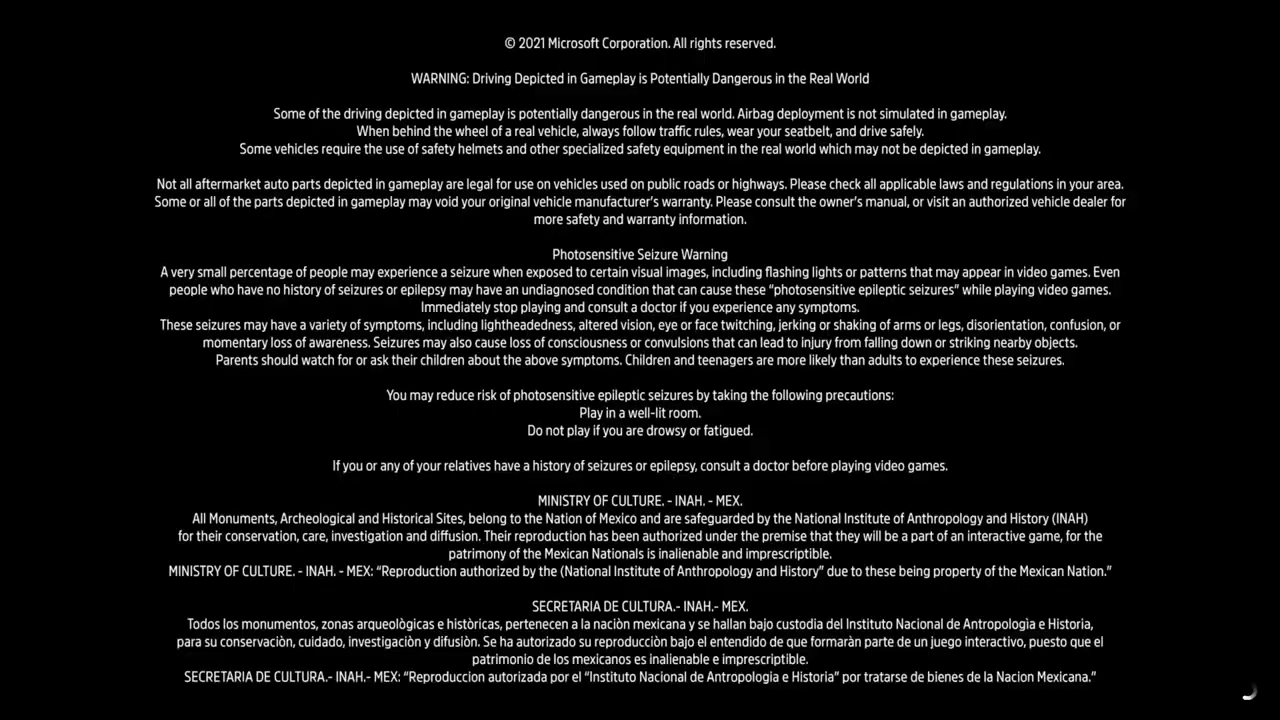 © 2021 Microsoft Corporation. All rights reserved.
WARNING: Driving Depicted in Gameplay is Potentially Dangerous in the Real World
Some of the driving depicted in gameplay is potentially dangerous in the real world. Airbag deployment is not simulated in gameplay.
When behind the wheel of a real vehicle, always follow traffic rules, wear your seatbelt, and drive safely.
Some vehicles require the use of safety helmets and other specialized safety equipment in the real world which may not be depicted in gameplay.
Not all aftermarket auto parts depicted in gameplay are legal for use on vehicles used on public roads or highways. Please check all applicable laws and regulations in your area.
Some or all of the parts depicted in gameplay may void your original vehicle manufacturer's warranty. Please consult the owner's manual, or visit an authorized vehicle dealer for
more safety and warranty information.
Photosensitive Seizure Warning
A very small percentage of people may experience a seizure when exposed to certain visual images, including flashing lights or patterns that may appear in video games. Even
people who have no history of seizures or epilepsy may have an undiagnosed condition that can cause these "photosensitive epileptic seizures" while playing video games.
Immediately stop playing and consult a doctor if you experience any symptoms.
These seizures may have a variety of symptoms, including lightheadedness, altered vision, eye or face twitching, jerking or shaking of arms or legs, disorientation, confusion, or
momentary loss of awareness. Seizures may also cause loss of consciousness or convulsions that can lead to injury from falling down or striking nearby objects.
Parents should watch for or ask their children about the above symptoms. Children and teenagers are more likely than adults to experience these seizures.
You may reduce risk of photosensitive epileptic seizures by taking the following precautions:
Play in a well-lit room.
Do not play if you are drowsy or fatigued.
If you or any of your relatives have a history of seizures or epilepsy, consult a doctor before playing video games.
MINISTRY OF CULTURE. - INAH. - MEX.
All Monuments, Archeological and Historical Sites, belong to the Nation of Mexico and are safeguarded by the National Institute of Anthropology and History (INAH)
for their conservation, care, investigation and diffusion. Their reproduction has been authorized under the premise that they will be a part of an interactive game, for the
patrimony of the Mexican Nationals is inalienable and imprescriptible.
MINISTRY OF CULTURE. - INAH. - MEX: “Reproduction authorized by the (National Institute of Anthropology and History” due to these being property of the Mexican Nation.”
SECRETARIA DE CULTURA.- INAH.- MEX.
Todos los monumentos, zonas arqueològicas e històricas, pertenecen a la naciòn mexicana y se hallan bajo custodia del Instituto Nacional de Antropologìa e Historia,
para su conservaciòn, cuidado, investigaciòn y difusiòn. Se ha autorizado su reproducciòn bajo el entendido de que formaràn parte de un juego interactivo, puesto que el
patrimonio de los mexicanos es inalienable e imprescriptible.
SECRETARIA DE CULTURA.- INAH.- MEX: “Reproduccion autorizada por el “Instituto Nacional de Antropologia e Historia” por tratarse de bienes de la Nacion Mexicana.”